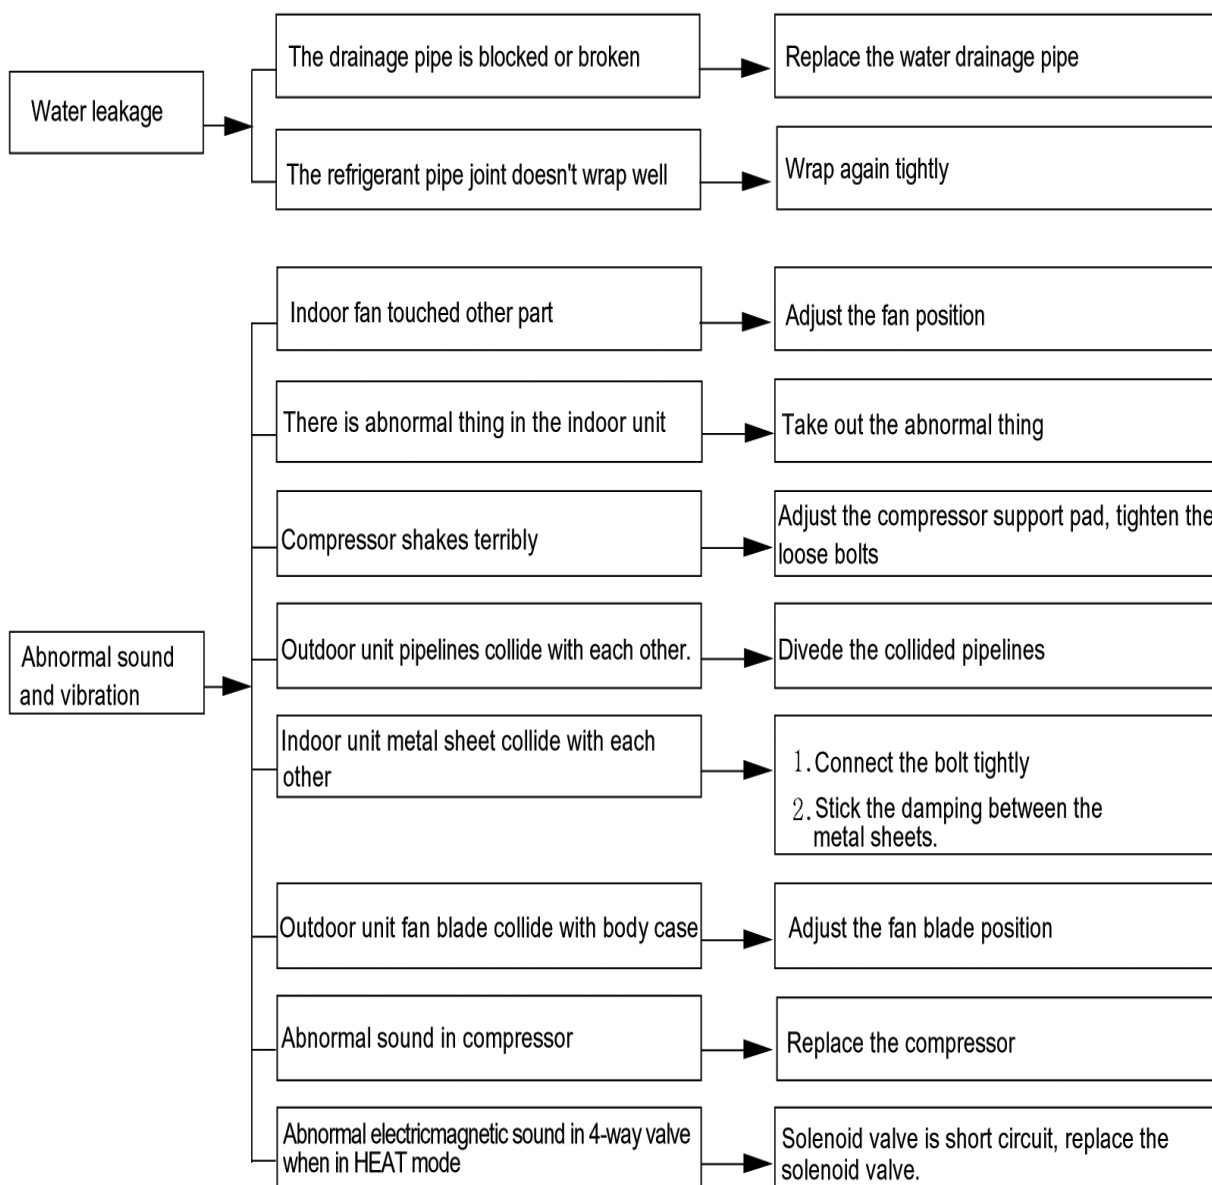 The drainage pipe is blocked or broken
Replace the water drainage pipe
Water leakage
The refrigerant pipe joint doesn't wrap well
Wrap again tightly
Indoor fan touched other part
Adjust the fan position
There is abnormal thing in the indoor unit
Take out the abnormal thing
Compressor shakes terribly
Adjust the compressor support pad, tighten the
loose bolts
Abnormal sound
and vibration
Outdoor unit pipelines collide with each other.
Divede the collided pipelines
Indoor unit metal sheet collide with each
other
1. Connect the bolt tightly
2. Stick the damping between the
metal sheets.
Outdoor unit fan blade collide with body case
Adjust the fan blade position
Abnormal sound in compressor
Replace the compressor
Abnormal electricmagnetic sound in 4-way valve
when in HEAT mode
Solenoid valve is short circuit, replace the
solenoid valve.